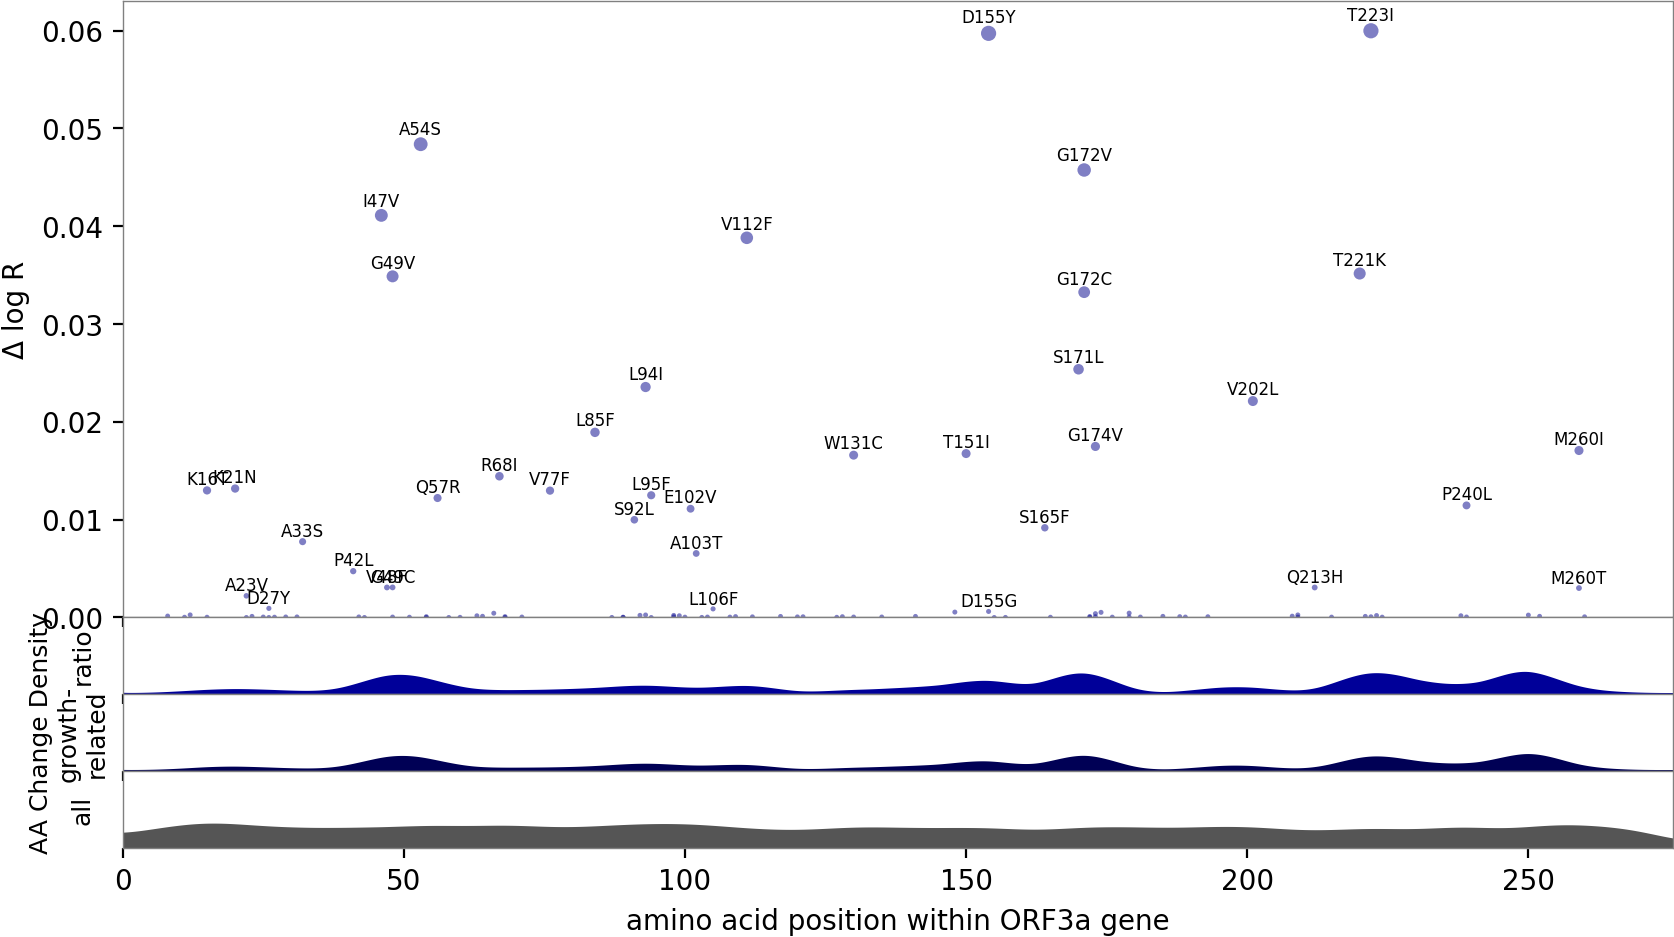 D155Y
T223I
0.06
A54S
0.05
G172V
I47V
V112F
0.04
G49V
T221K
G172C
Δ log R
0.03
S171L
L94I
V202L
L85F
0.02
G174V
W131C
T151I
M260I
R68I
K21N
V77F
Q57R
L95F
E102V
P240L
S92L
S165F
0.01
A33S
A103T
P42L
G49C
Q213H
M260T
A23V
D27Y
L106F
D155G
0.00
AA Change Density
ratio
growth-
related
all
0
50
100
150
200
250
amino acid position within ORF3a gene